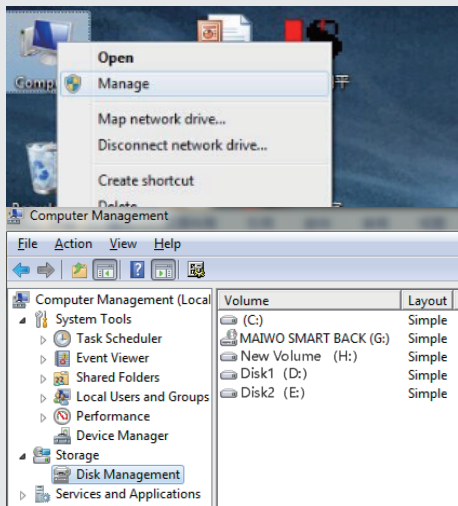 Open
Manage
Map network drive...
Disconnect network drive...
Create shortcut
Delete
Computer Management
File Action View Help
Computer Management (Local
System Tools
Task Scheduler
Event Viewer
Shared Folders
Local Users and Groups
Performance
Device Manager
Storage
Disk Management
Services and Applications
Volume Layout
(C:) Simple
MAIWO SMART BACK (G:) Simple
New Volume (H:) Simple
Disk1 (D:) Simple
Disk2 (E:) Simple